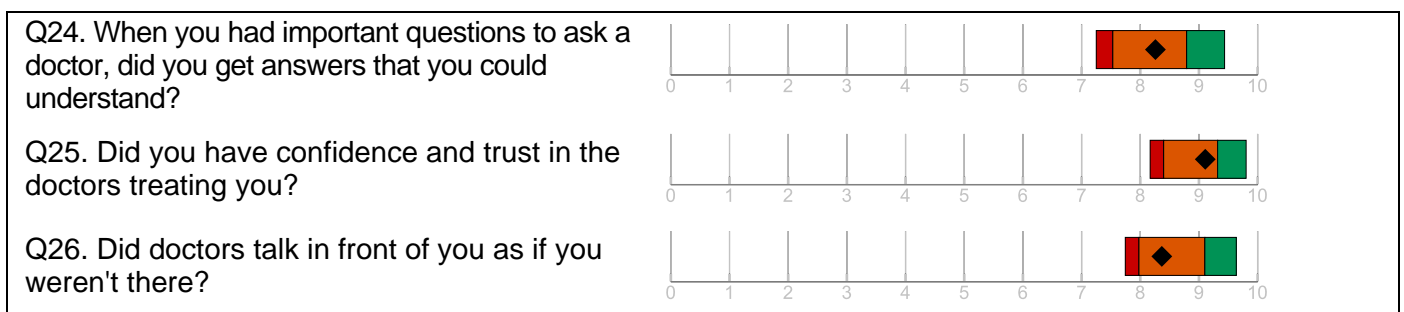 Q24. When you had important questions to ask a
doctor, did you get answers that you could
understand?
0 1 2 3 4 5 6 7 8 9 10
Q25. Did you have confidence and trust in the
doctors treating you?
0 1 2 3 4 5 6 7 8 9 10
Q26. Did doctors talk in front of you as if you
weren't there?
0 1 2 3 4 5 6 7 8 9 10